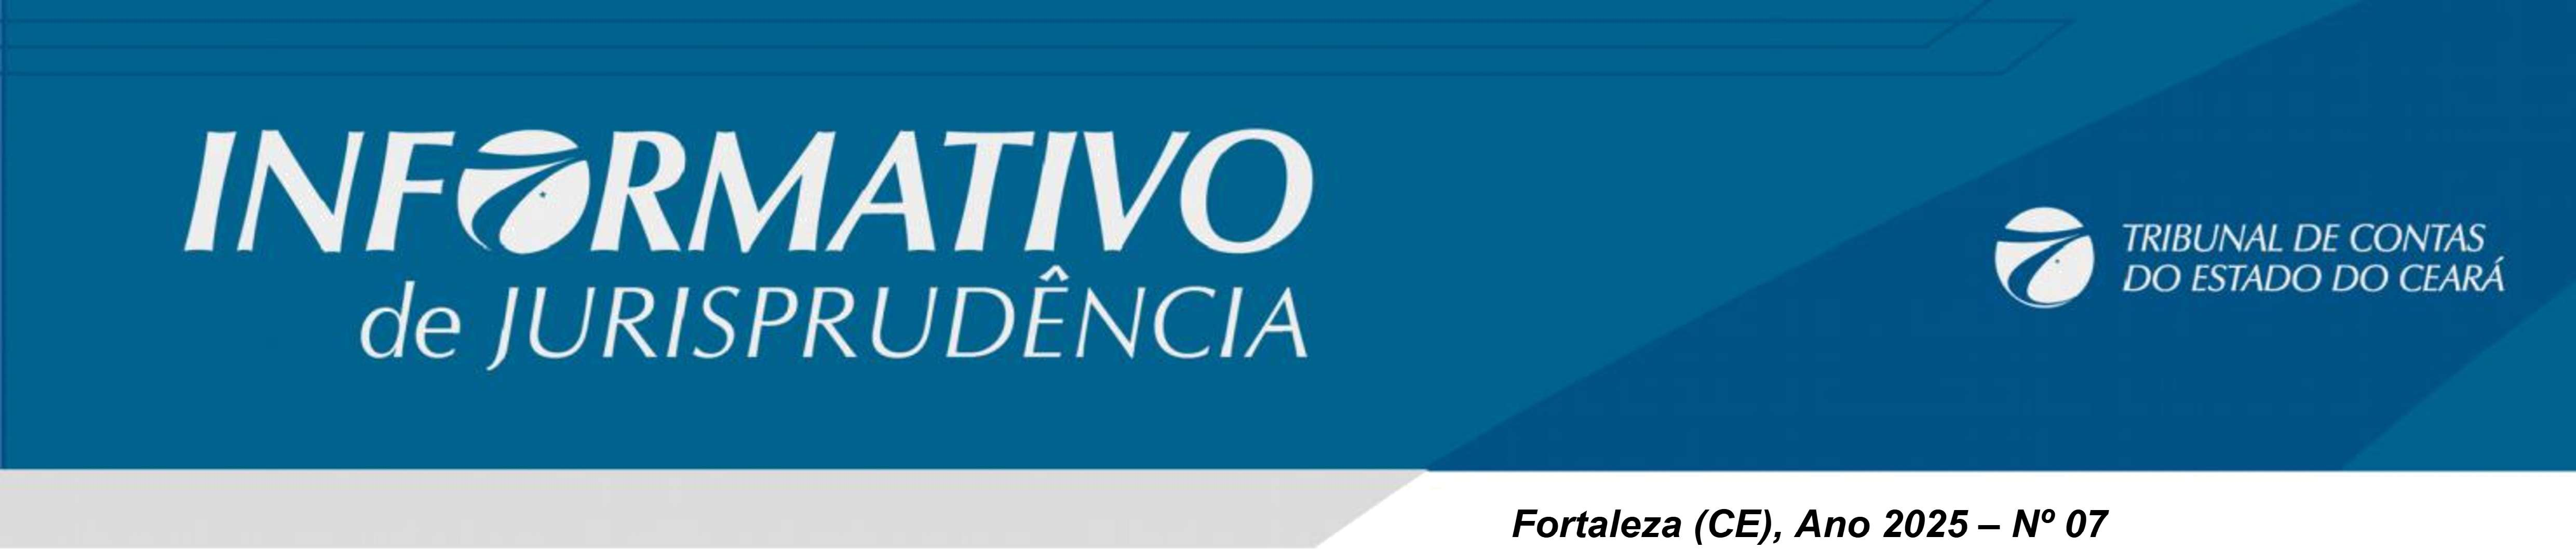 INFORMATIVO
de JURISPRUDÊNCIA
TRIBUNAL DE CONTAS
DO ESTADO DO CEARÁ
Fortaleza (CE), Ano 2025 – Nº 07